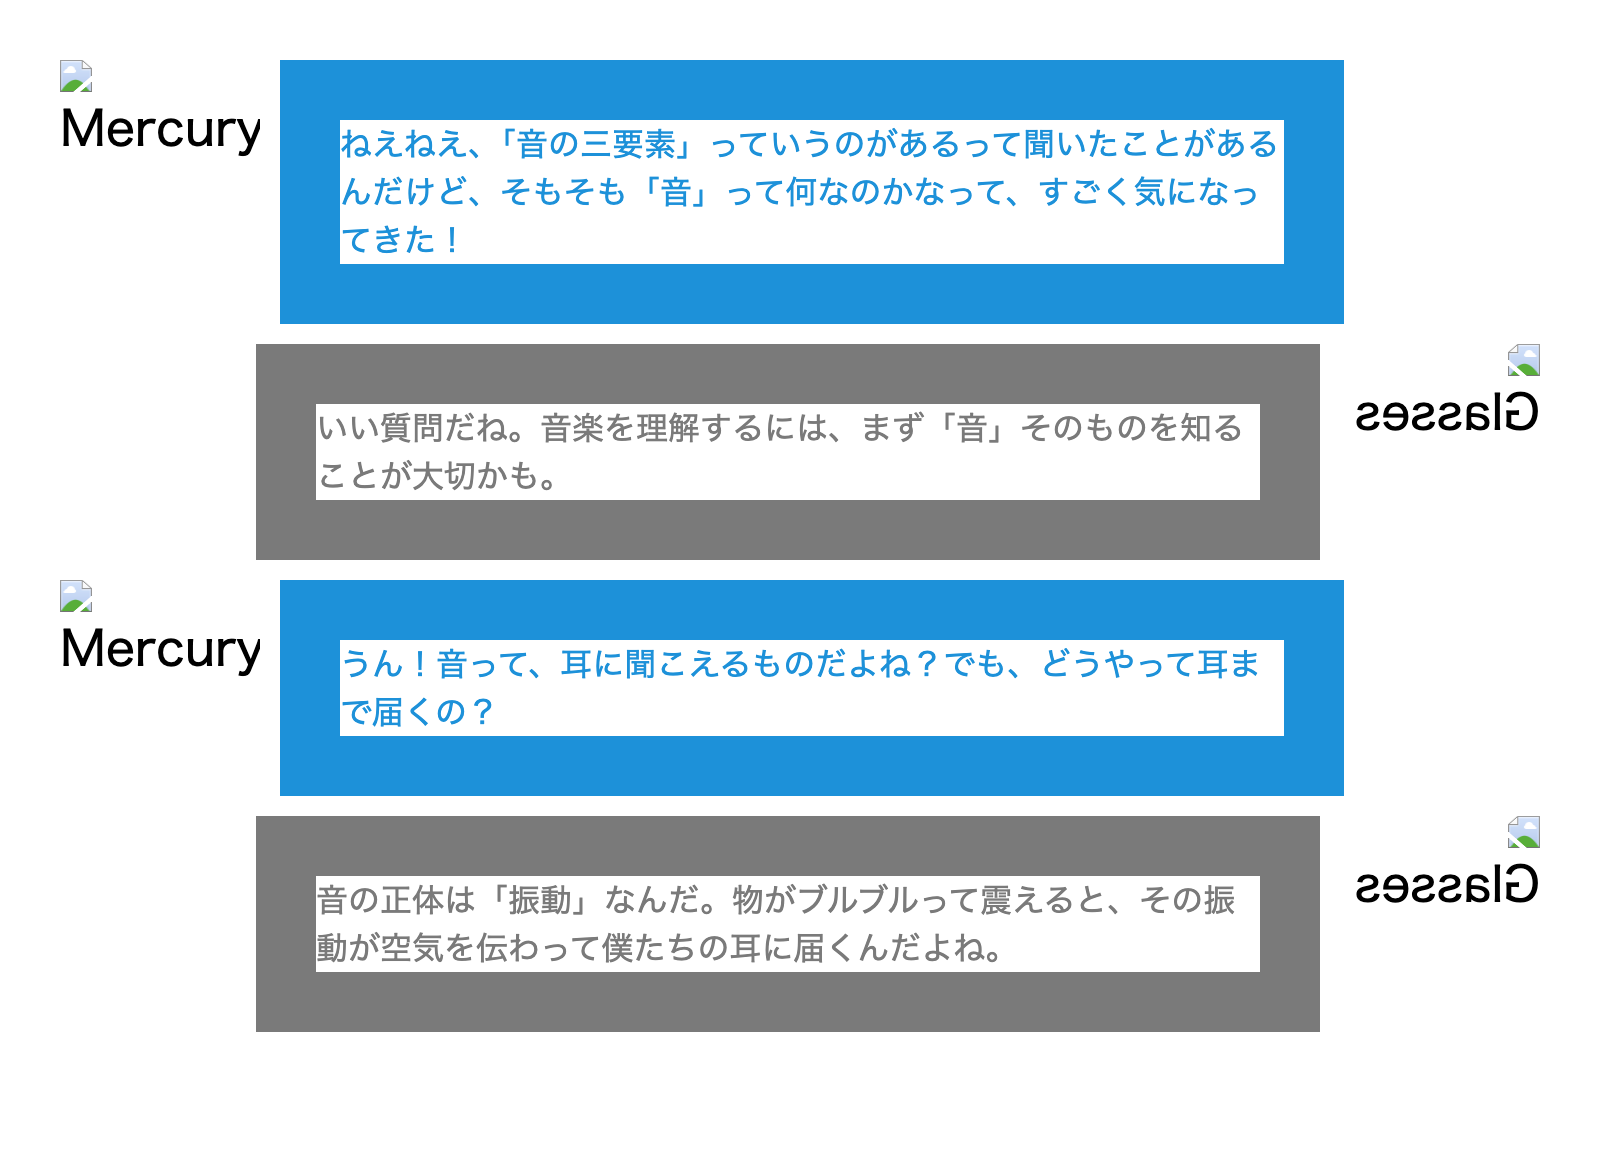 Mercury
ねえねえ、「音の三要素」っていうのがあるって聞いたことがある
んだけど、そもそも「音」って何なのかなって、すごく気になっ
てきた！
いい質問だね。音楽を理解するには、まず「音」そのものを知る
ことが大切かも。
Glasses
Mercury
うん！音って、耳に聞こえるものだよね？でも、どうやって耳ま
で届くの？
音の正体は「振動」なんだ。物がブルブルって震えると、その振
動が空気を伝わって僕たちの耳に届くんだよね。
Glasses